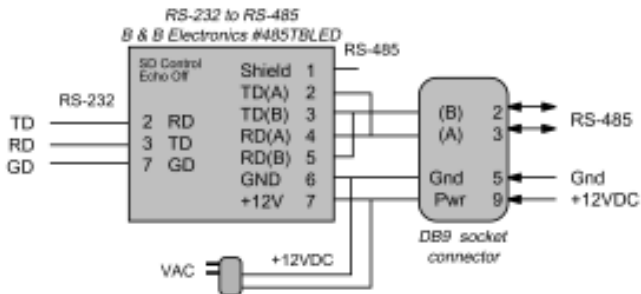 RS-232 to RS-485
B & B Electronics #485TBLED
SD Control
Echo Off
RS-485
Shield 1
TD(A) 2
TD(B) 3
RD(A) 4
RD(B) 5
GND 6
+12V 7
RS-232
TD 2 RD
RD 3 TD
GD 7 GD
(B) 2
(A) 3
RS-485
Gnd 5 Gnd
Pwr 9 +12VDC
DB9 socket
connector
VAC
+12VDC